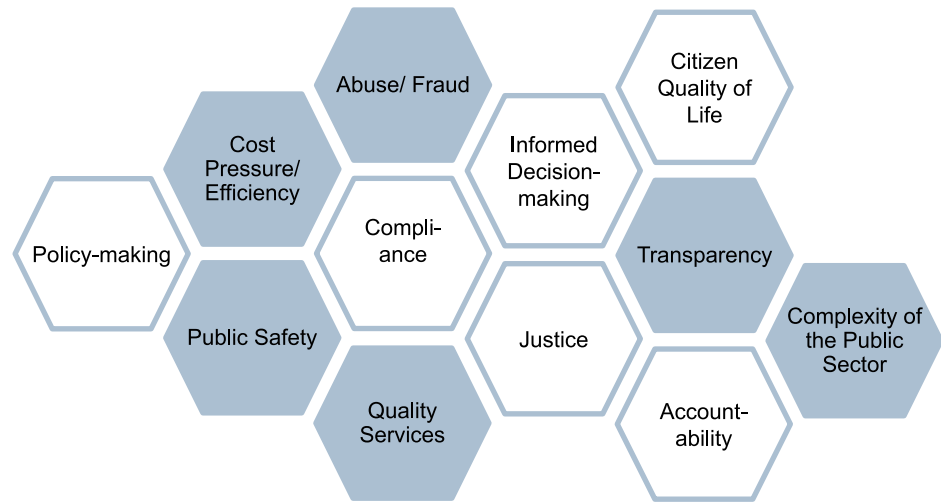 Abuse/ Fraud
Citizen
Quality of
Life
Cost
Pressure/
Efficiency
Informed
Decision-
making
Policy-making
Compli-
ance
Transparency
Public Safety
Justice
Complexity of
the Public
Sector
Quality
Services
Account-
ability